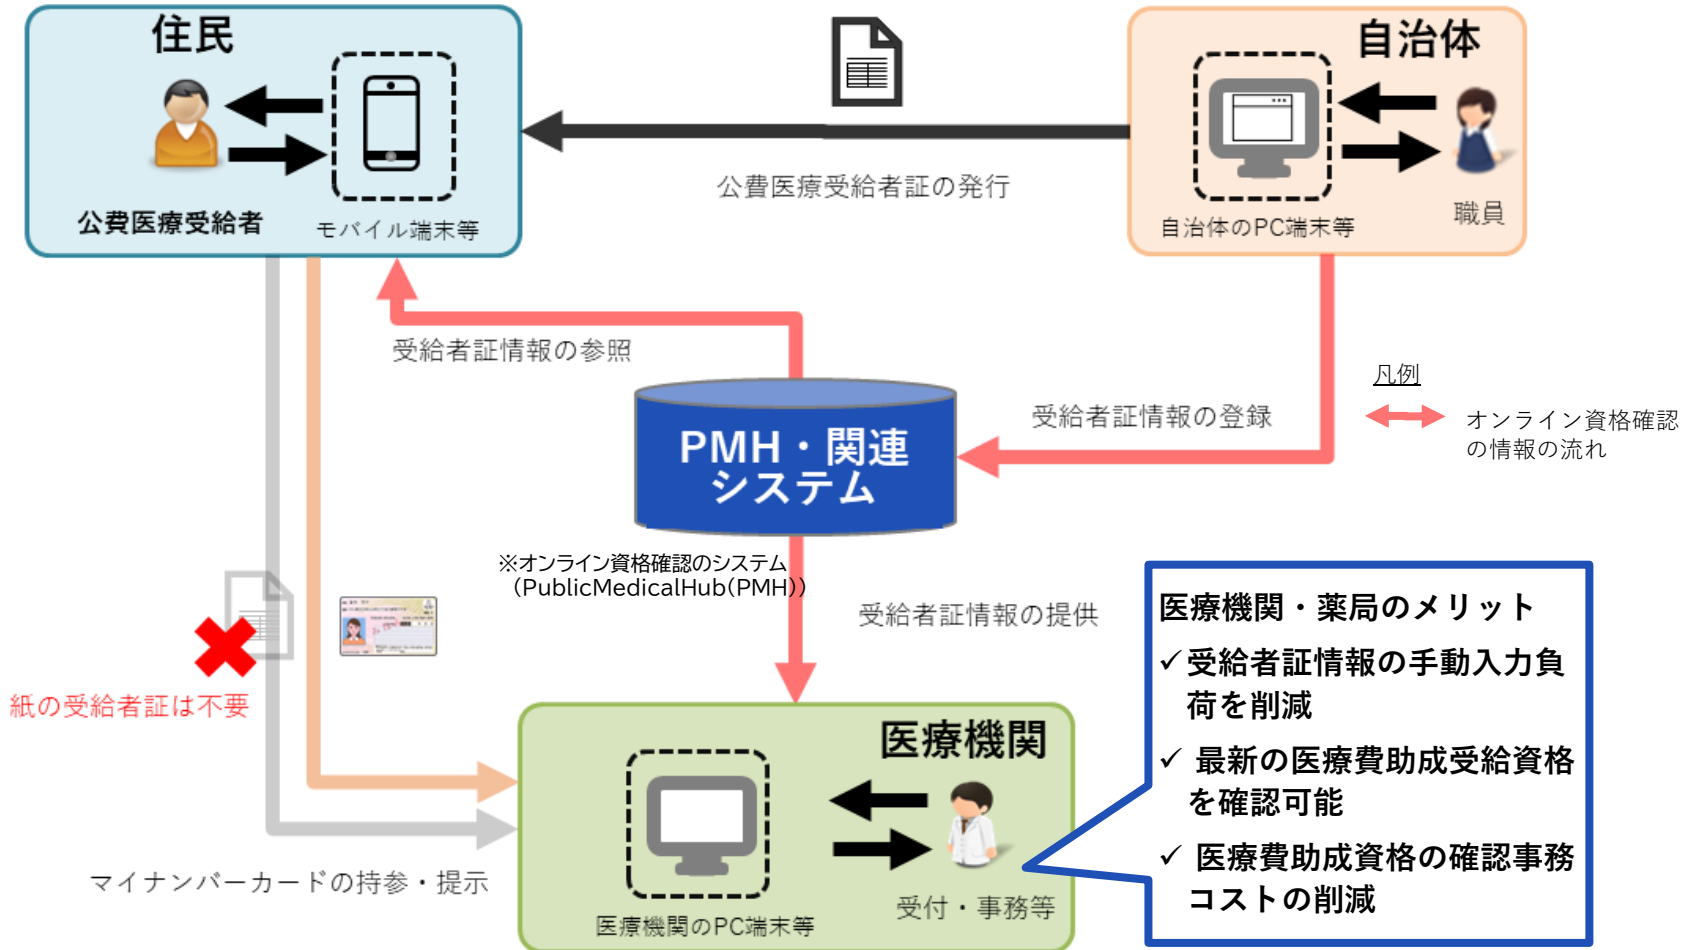 住民
公費医療受給者
モバイル端末等
公費医療受給者証の発行
自治体
自治体のPC端末等
職員
受給者証情報の参照
受給者証情報の登録
凡例
オンライン資格確認
の情報の流れ
PMH・関連
システム
※オンライン資格確認のシステム
（PublicMedicalHub(PMH)）
受給者証情報の提供
紙の受給者証は不要
マイナンバーカードの持参・提示
医療機関
医療機関のPC端末等
受付・事務等
医療機関・薬局のメリット
✓受給者証情報の手動入力負
荷を削減
✓ 最新の医療費助成受給資格
を確認可能
✓ 医療費助成資格の確認事務
コストの削減